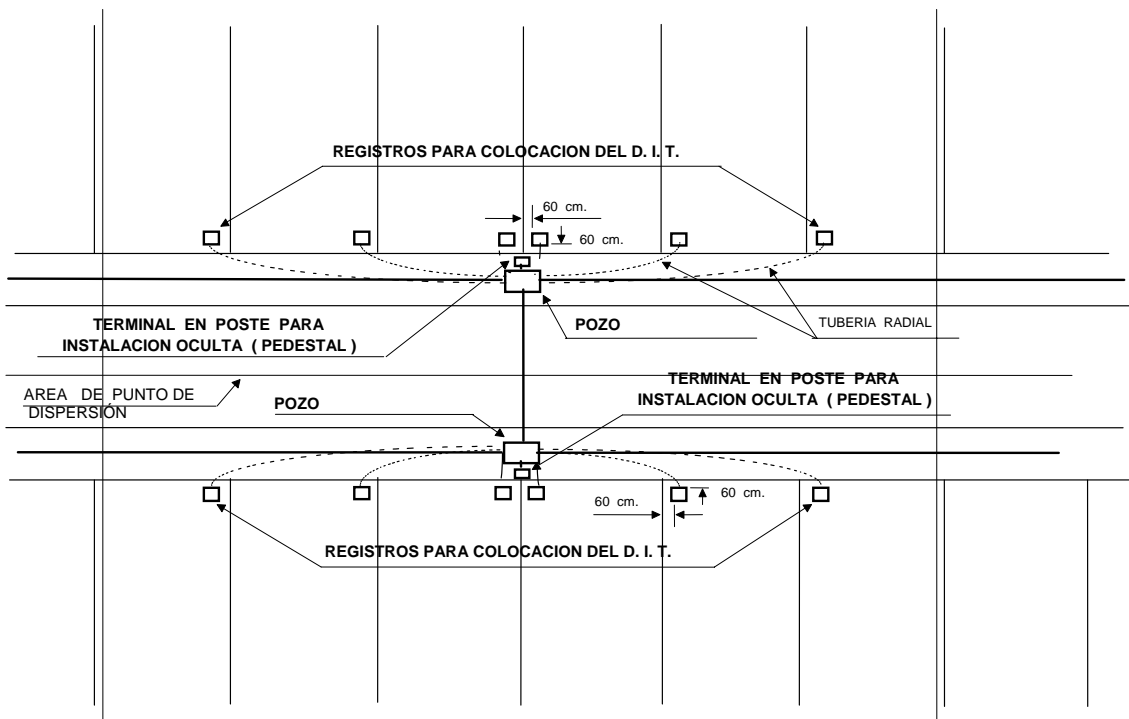 REGISTROS PARA COLOCACION DEL D. I. T.
60 cm.
60 cm.
TERMINAL EN POSTE PARA
INSTALACION OCULTA ( PEDESTAL )
POZO
TUBERIA RADIAL
AREA DE PUNTO DE
DISPERSIÓN
POZO
TERMINAL EN POSTE PARA
INSTALACION OCULTA ( PEDESTAL )
60 cm.
60 cm.
REGISTROS PARA COLOCACION DEL D. I. T.